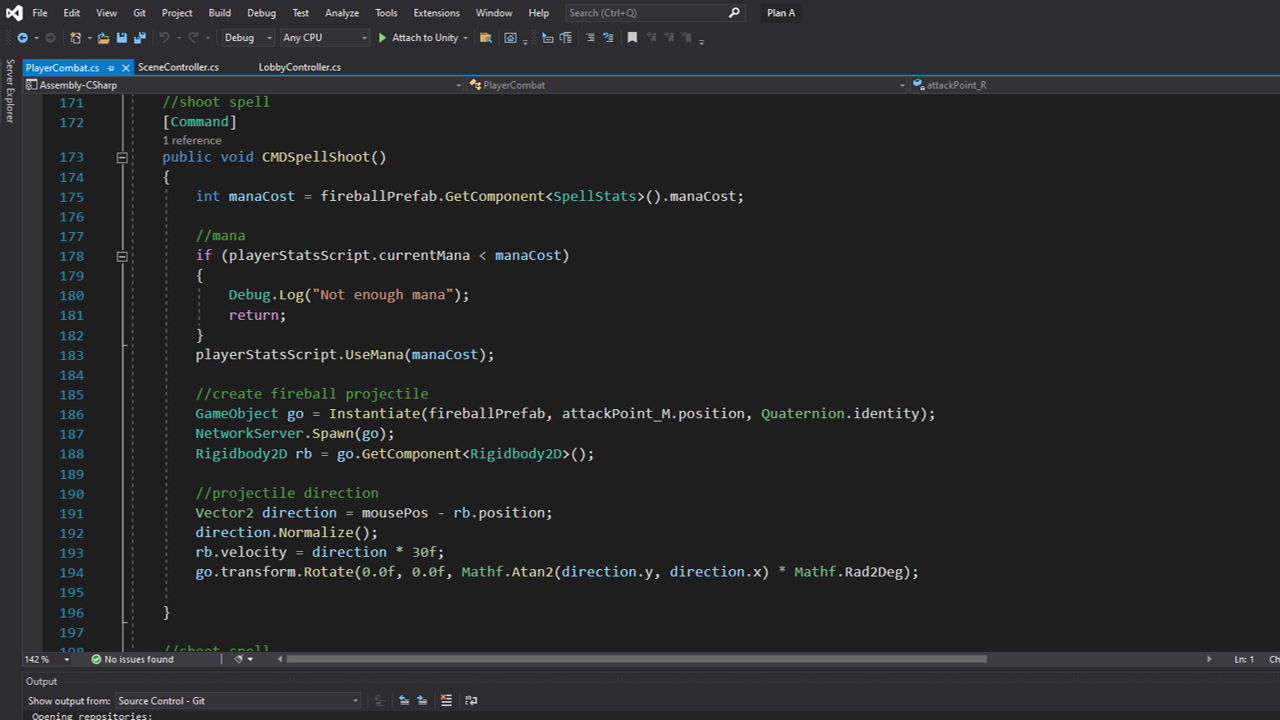 File Edit View Git Project Build Debug Test Analyze Tools Extensions Window Help Search (Ctrl+Q) Plan A
Debug Any CPU Attach to Unity
Server Explorer
PlayerCombat.cs SceneController.cs LobbyController.cs
Assembly-CSharp PlayerCombat attackPoint_R
171 //shoot spell
172 [Command]
1 reference
173 public void CMDSpellShoot()
174 {
175 int manaCost = fireballPrefab.GetComponent<SpellStats>().manaCost;
176
177 //mana
178 if (playerStatsScript.currentMana < manaCost)
179 {
180 Debug.Log("Not enough mana");
181 return;
182 }
183 playerStatsScript.UseMana(manaCost);
184
185 //create fireball projectile
186 GameObject go = Instantiate(fireballPrefab, attackPoint_M.position, Quaternion.identity);
187 NetworkServer.Spawn(go);
188 Rigidbody2D rb = go.GetComponent<Rigidbody2D>();
189
190 //projectile direction
191 Vector2 direction = mousePos - rb.position;
192 direction.Normalize();
193 rb.velocity = direction * 30f;
194 go.transform.Rotate(0.0f, 0.0f, Mathf.Atan2(direction.y, direction.x) * Mathf.Rad2Deg);
195
196 }
197
198 //shoot spell
142 % No issues found Ln: 1 Ch
Output
Show output from: Source Control - Git
Opening repositories: